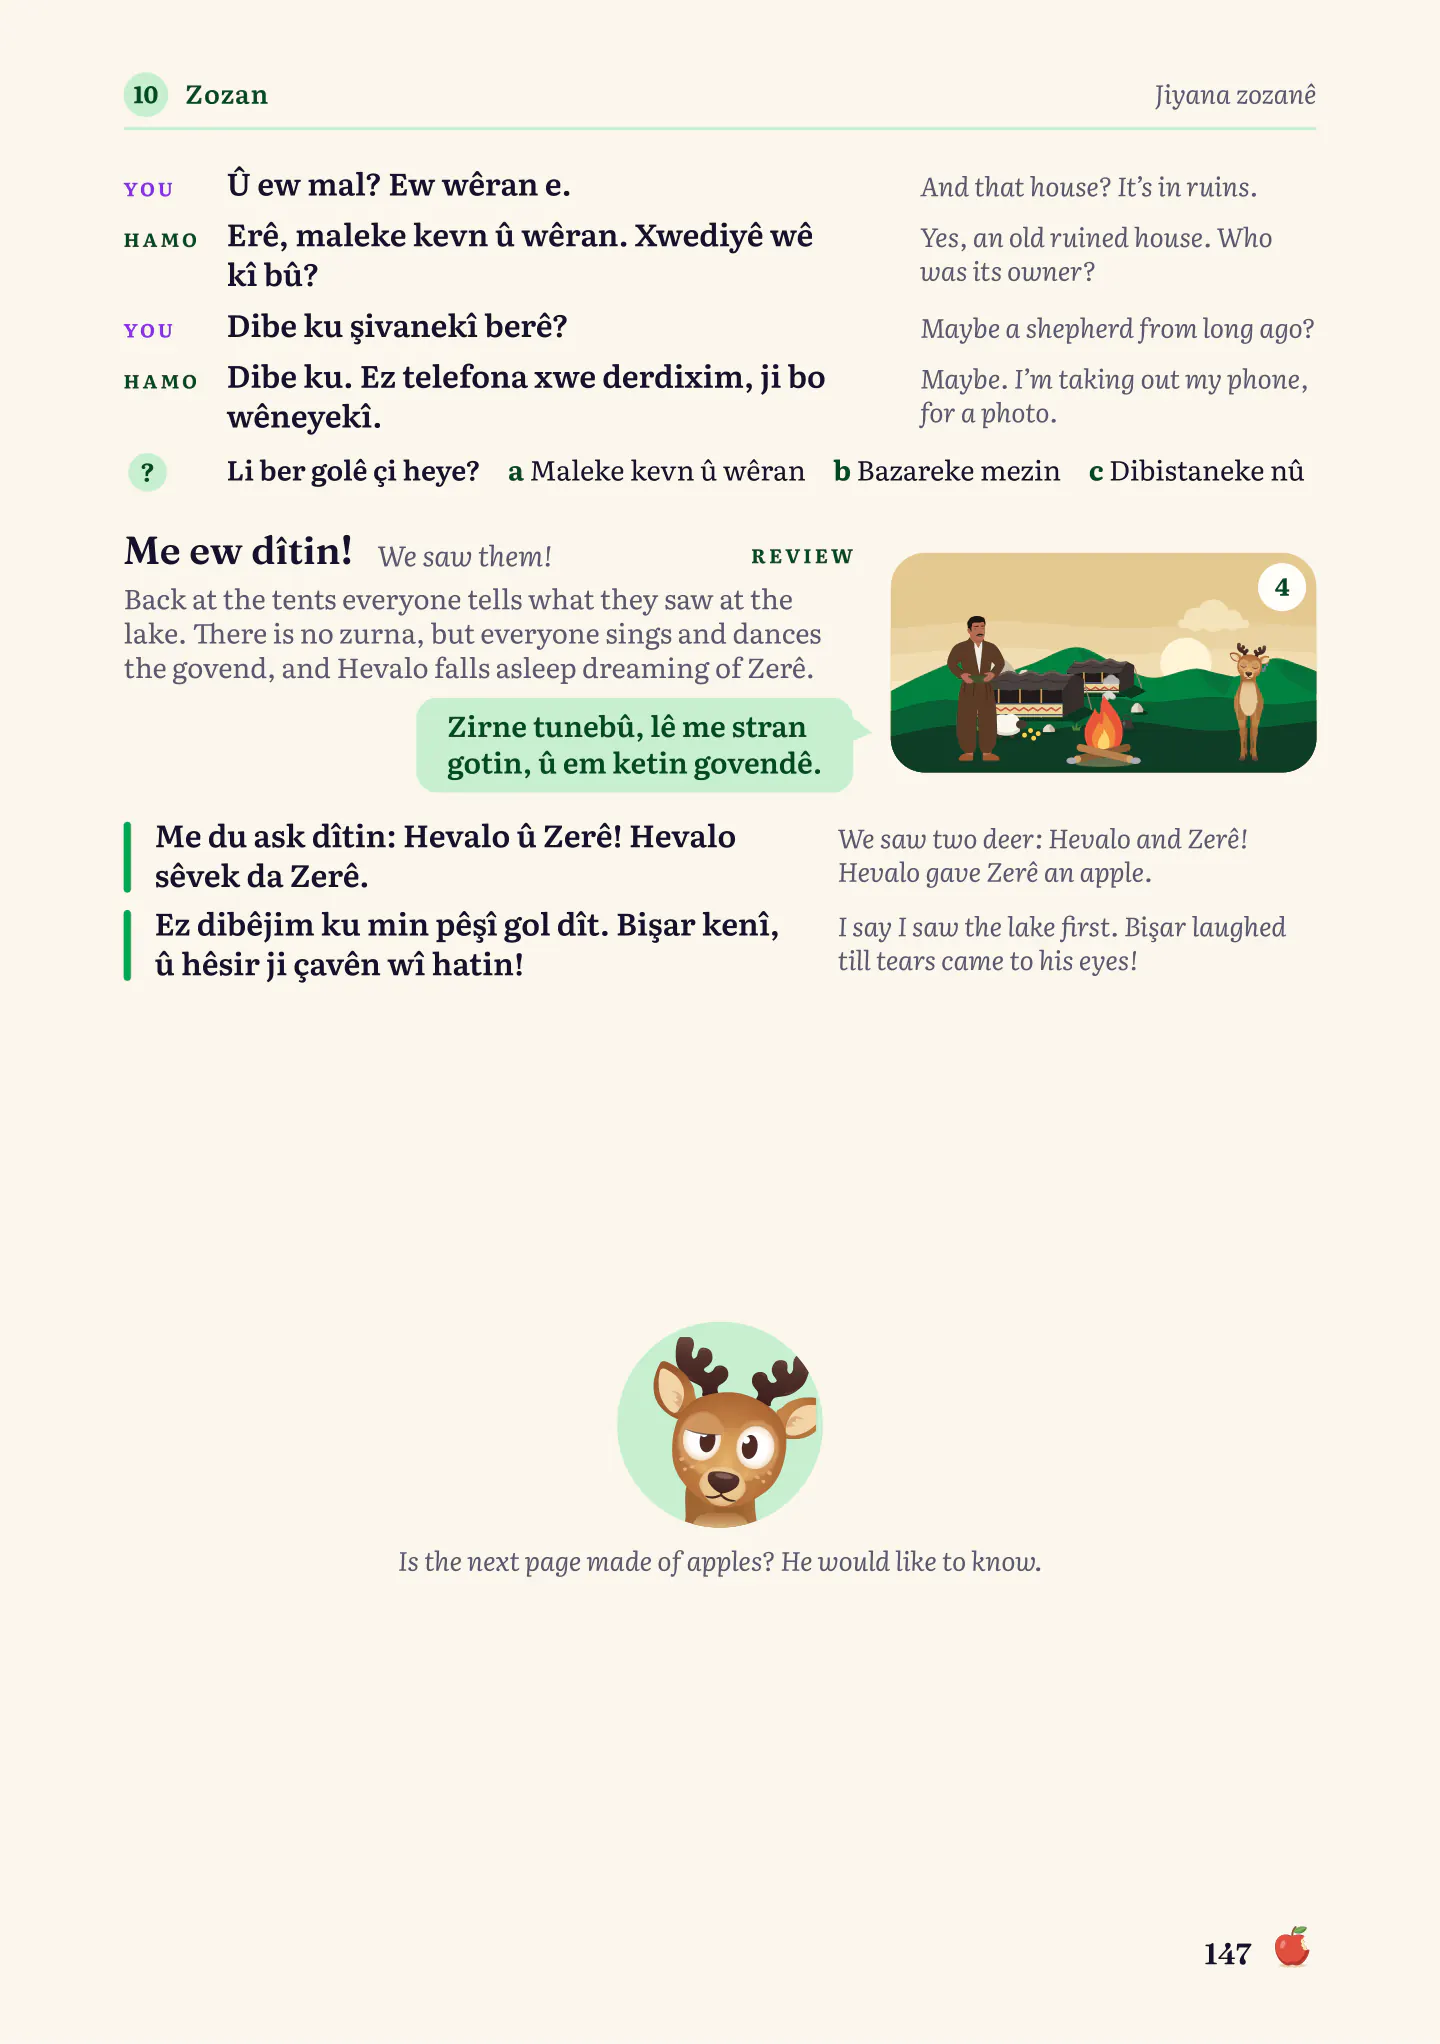 10 Zozan
Jiyana zozanê
YOU
Û ew mal? Ew wêran e.
And that house? It’s in ruins.
HAMO
Erê, maleke kevn û wêran. Xwediyê wê
kî bû?
Yes, an old ruined house. Who
was its owner?
YOU
Dibe ku şivanekî berê?
Maybe a shepherd from long ago?
HAMO
Dibe ku. Ez telefona xwe derdixim, ji bo
wêneyekî.
Maybe. I’m taking out my phone,
for a photo.
? Li ber golê çi heye? a Maleke kevn û wêran b Bazareke mezin c Dibistaneke nû
Me ew dîtin! We saw them! REVIEW
Back at the tents everyone tells what they saw at the
lake. There is no zurna, but everyone sings and dances
the govend, and Hevalo falls asleep dreaming of Zerê.
4
Zirne tunebû, lê me stran
gotin, û em ketin govendê.
Me du ask dîtin: Hevalo û Zerê! Hevalo
sêvek da Zerê.
We saw two deer: Hevalo and Zerê!
Hevalo gave Zerê an apple.
Ez dibêjim ku min pêşî gol dît. Bişar kenî,
û hêsir ji çavên wî hatin!
I say I saw the lake first. Bişar laughed
till tears came to his eyes!
Is the next page made of apples? He would like to know.
147